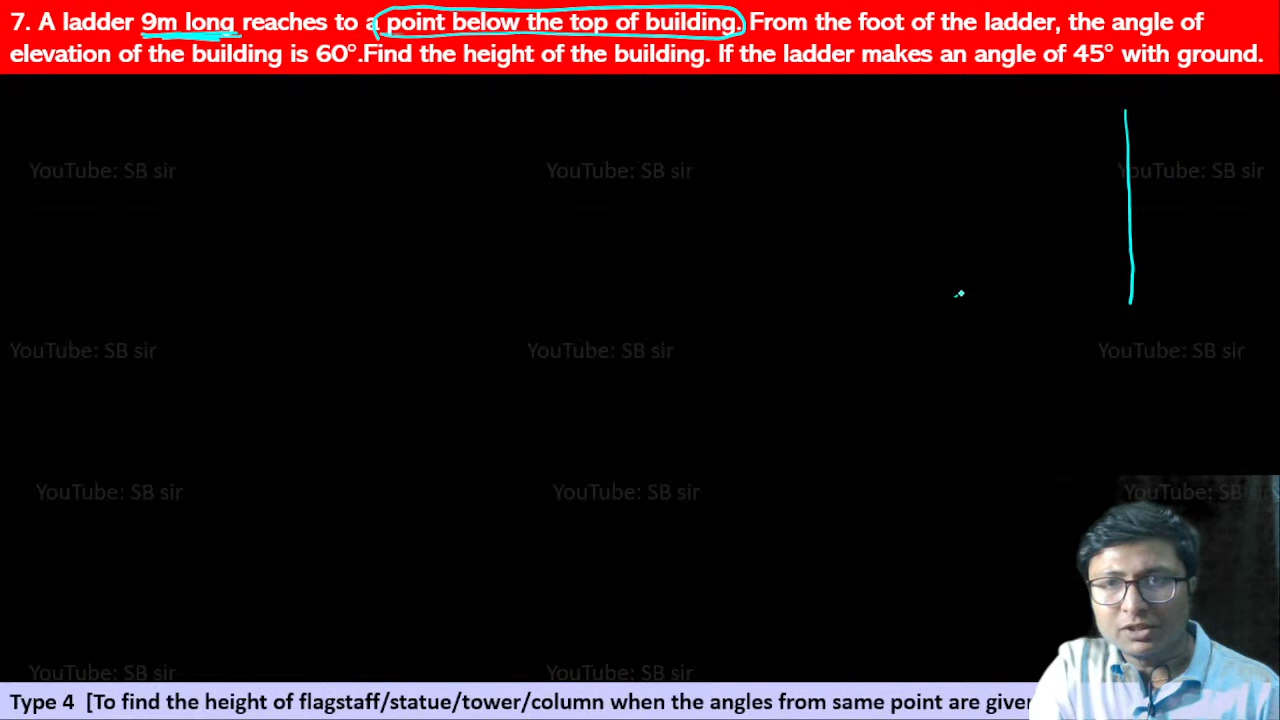 7. A ladder 9m long reaches to a point below the top of building. From the foot of the ladder, the angle of
elevation of the building is 60°.Find the height of the building. If the ladder makes an angle of 45° with ground.
YouTube: SB sir YouTube: SB sir YouTube: SB sir
YouTube: SB sir YouTube: SB sir YouTube: SB sir
YouTube: SB sir YouTube: SB sir YouTube: SB
YouTube: SB sir YouTube: SB sir
Type 4 [To find the height of flagstaff/statue/tower/column when the angles from same point are given